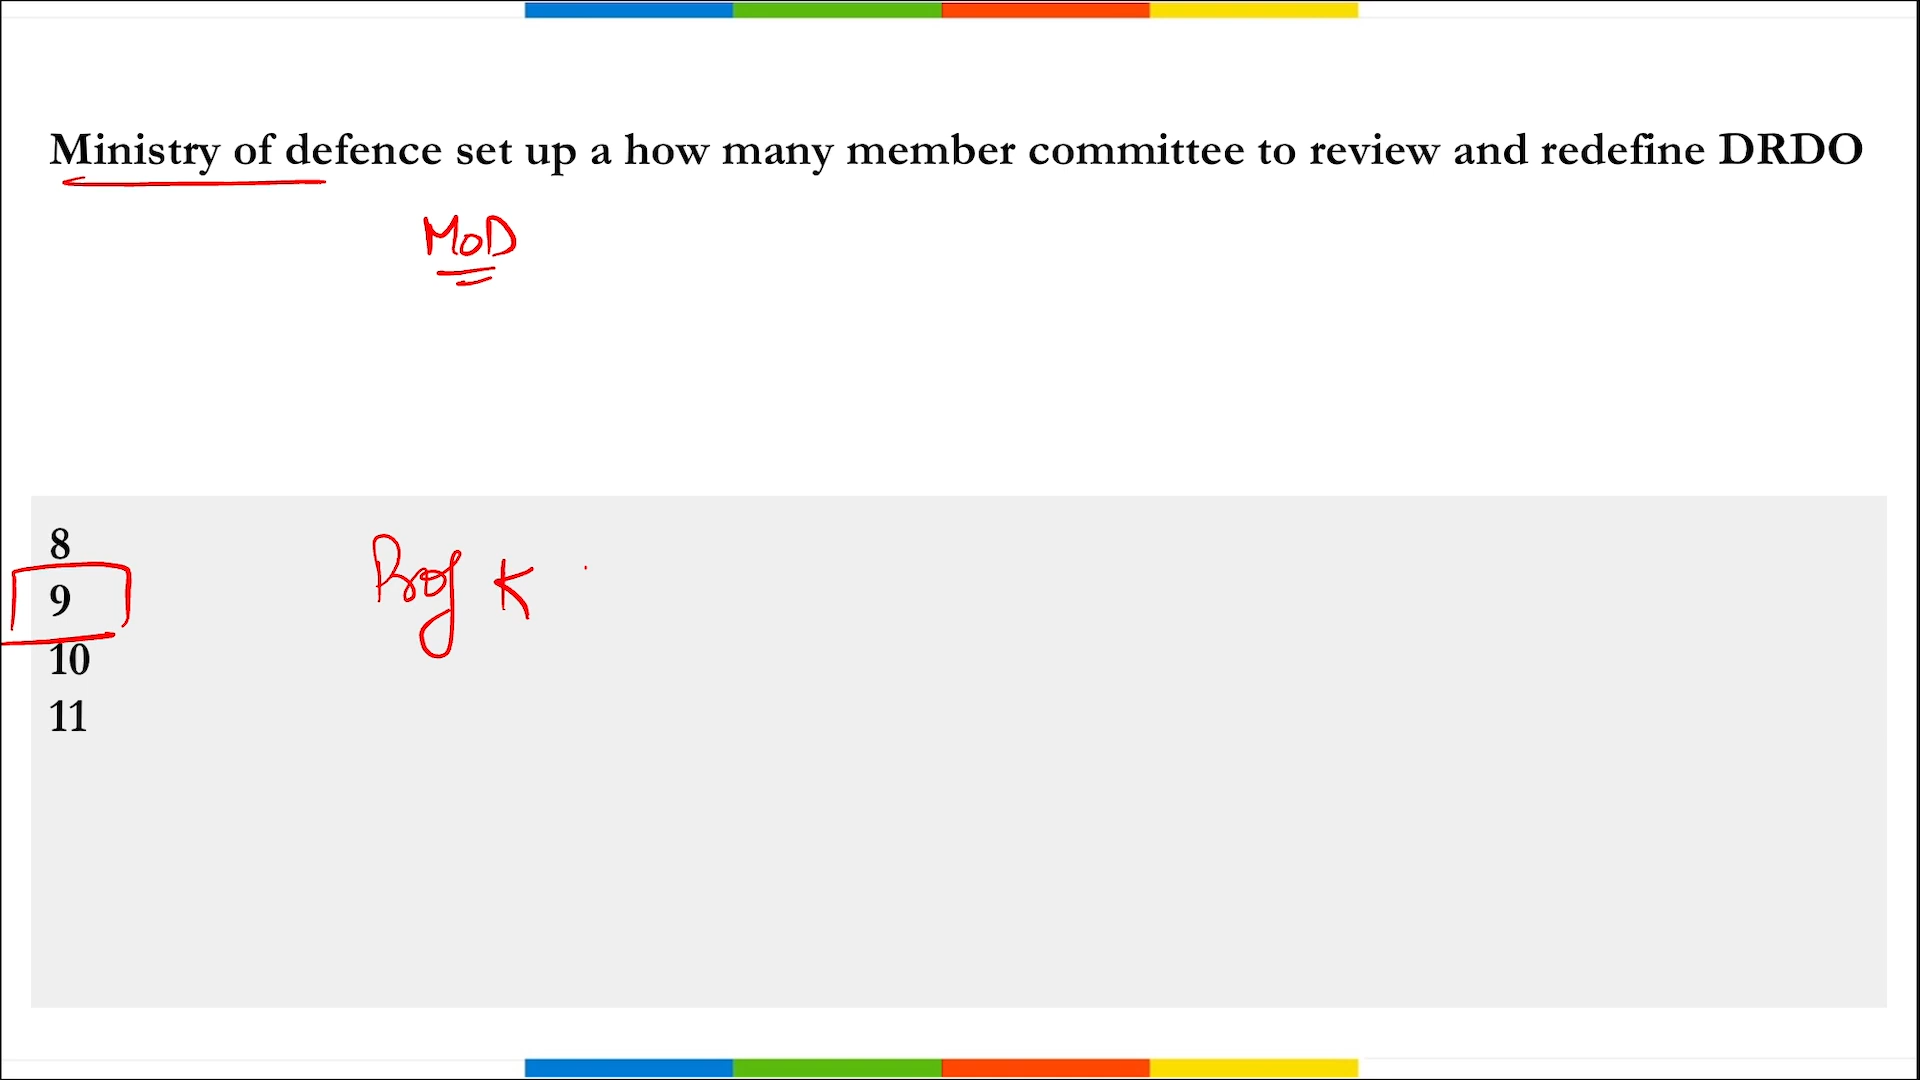 Ministry of defence set up a how many member committee to review and redefine DRDO
MoD
8
9
10
11
Prof K